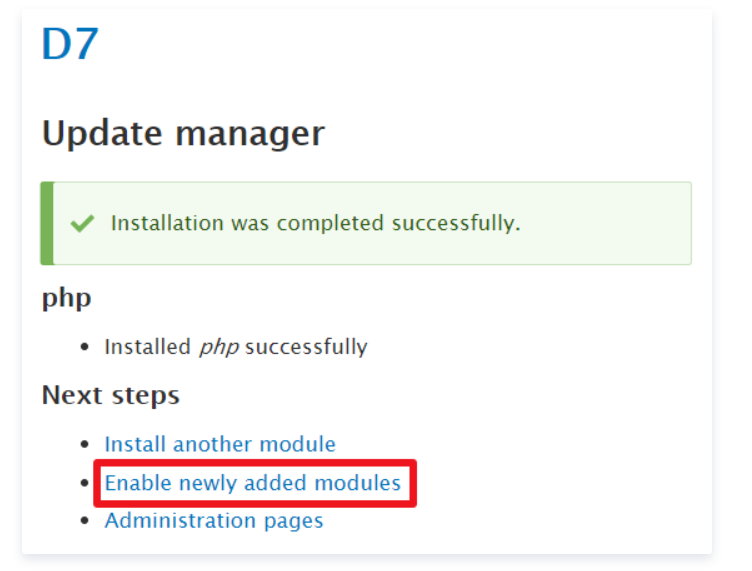 D7
Update manager
Installation was completed successfully.
php
Installed php successfully
Next steps
Install another module
Enable newly added modules
Administration pages